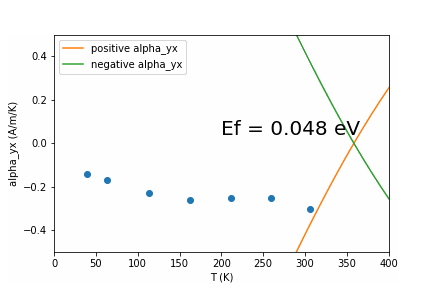 positive alpha_yx
negative alpha_yx
Ef = 0.048 eV
alpha_yx (A/m/K)
0.4
0.2
0.0
−0.2
−0.4
0 50 100 150 200 250 300 350 400
T (K)